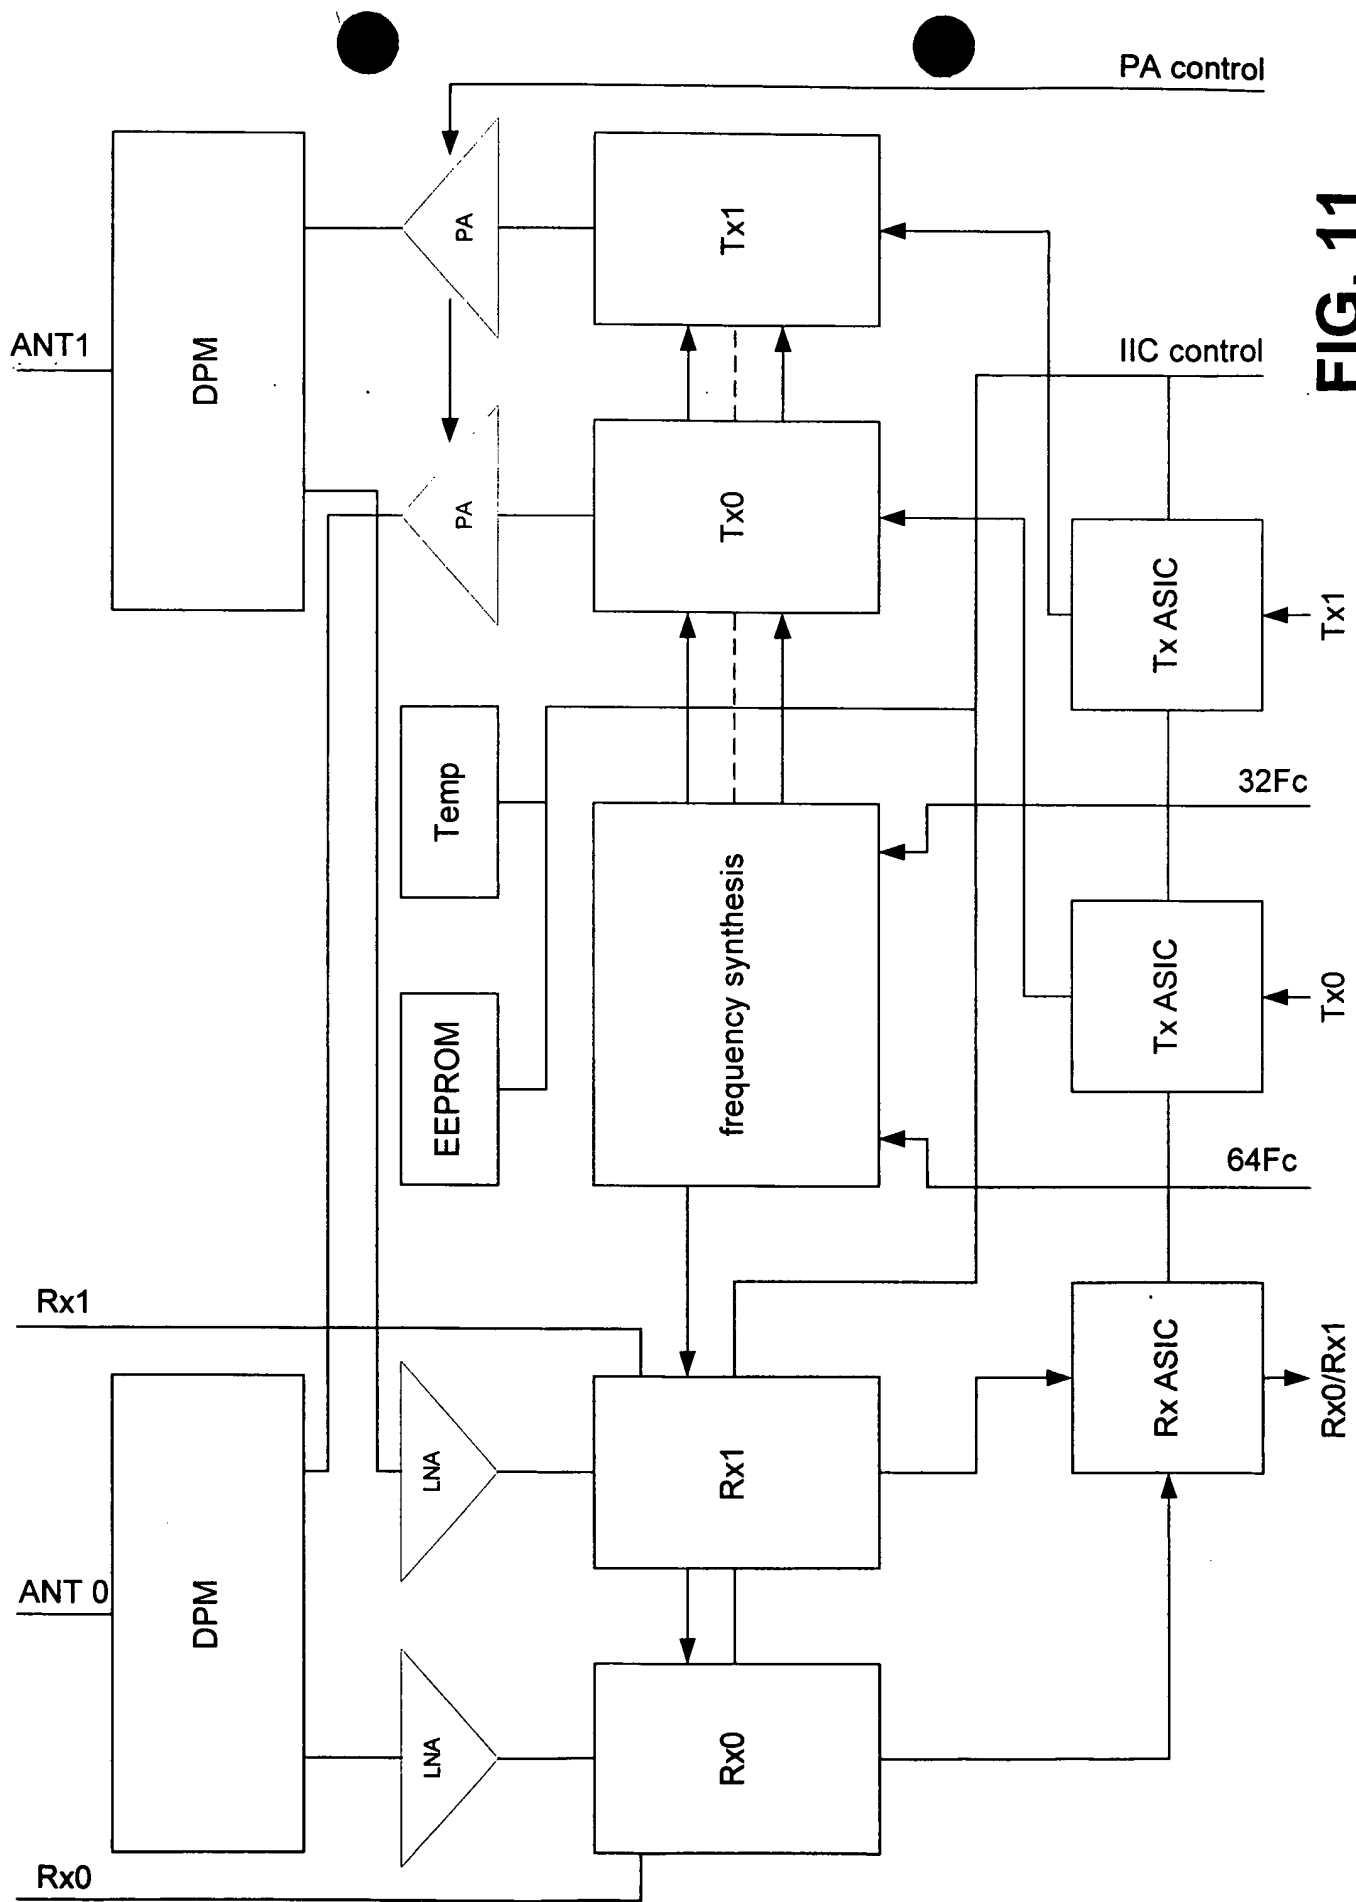 Rx0
ANT 0
Rx1
ANT1
DPM
DPM
LNA
LNA
EEPROM
Temp
PA
PA
PA control
Rx0
Rx1
frequency synthesis
Tx0
Tx1
64Fc
32Fc
IIC control
Rx ASIC
Tx ASIC
Tx ASIC
Rx0/Rx1
Tx0
Tx1
FIG. 11